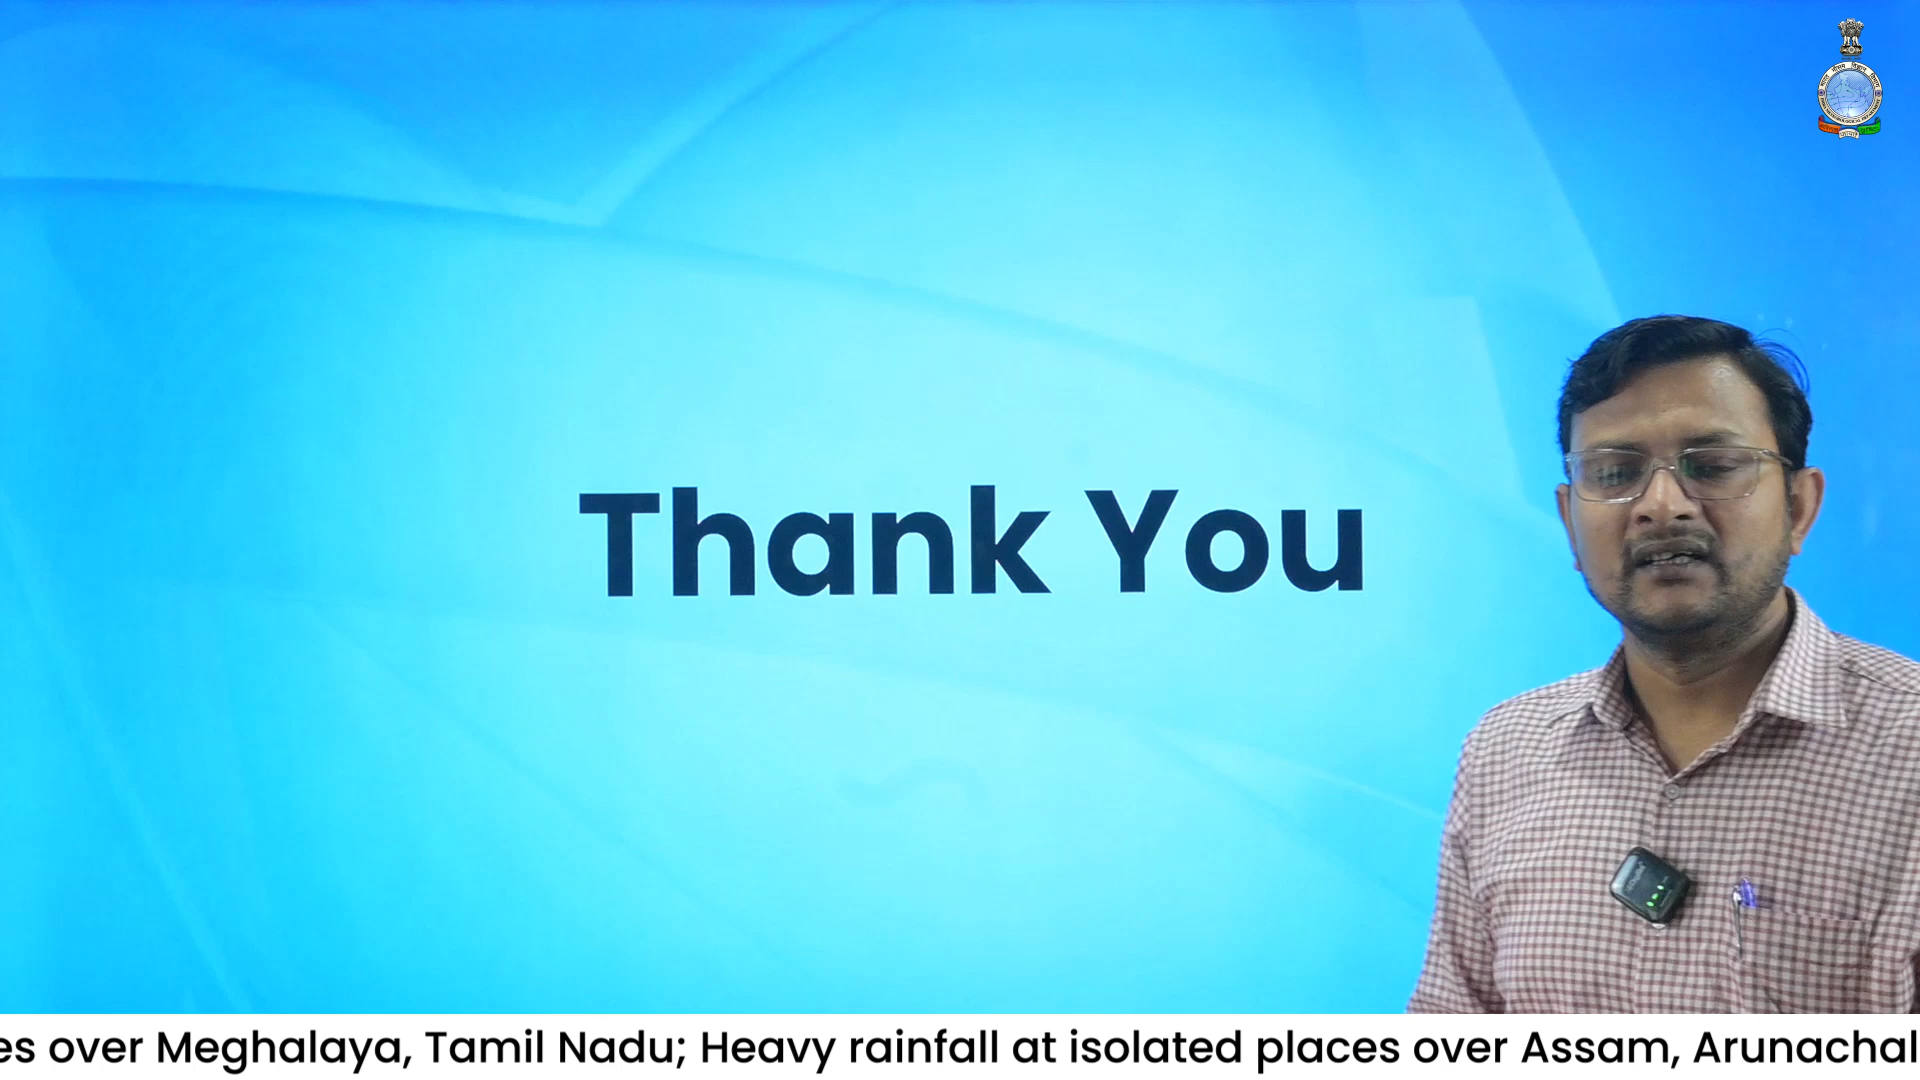 Thank You
es over Meghalaya, Tamil Nadu; Heavy rainfall at isolated places over Assam, Arunachal